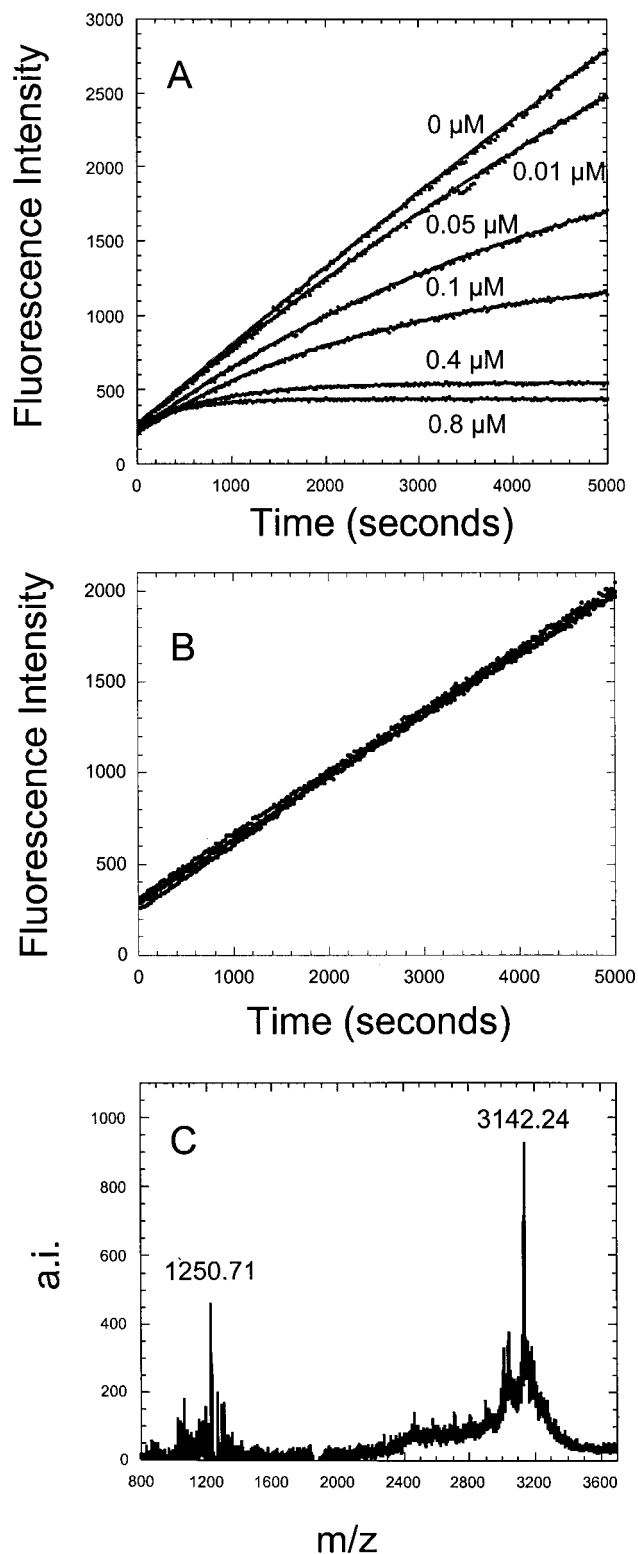 A
Fluorescence Intensity
3000
2500
2000
1500
1000
500
0
0 µM
0.01 µM
0.05 µM
0.1 µM
0.4 µM
0.8 µM
0 1000 2000 3000 4000 5000
Time (seconds)
B
Fluorescence Intensity
2000
1500
1000
500
0
0 1000 2000 3000 4000 5000
Time (seconds)
C
a.i.
1000
800
600
400
200
0
1250.71
3142.24
800 1200 1600 2000 2400 2800 3200 3600
m/z